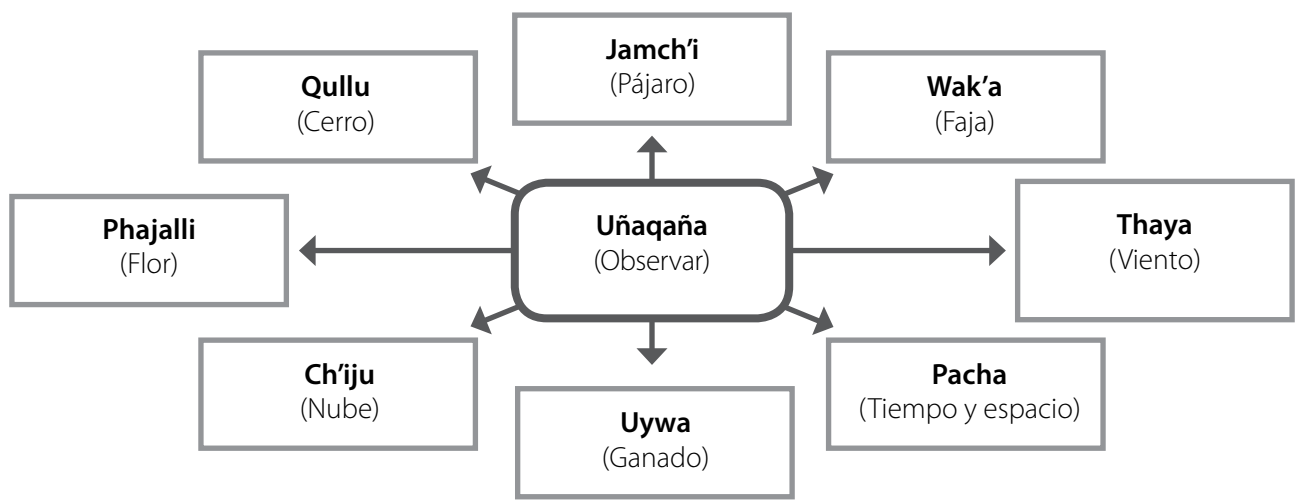 Jamch'i
(Pájaro)
Qullu
(Cerro)
Wak'a
(Faja)
Phajalli
(Flor)
Uñaqaña
(Observar)
Thaya
(Viento)
Ch'iju
(Nube)
Pacha
(Tiempo y espacio)
Uywa
(Ganado)